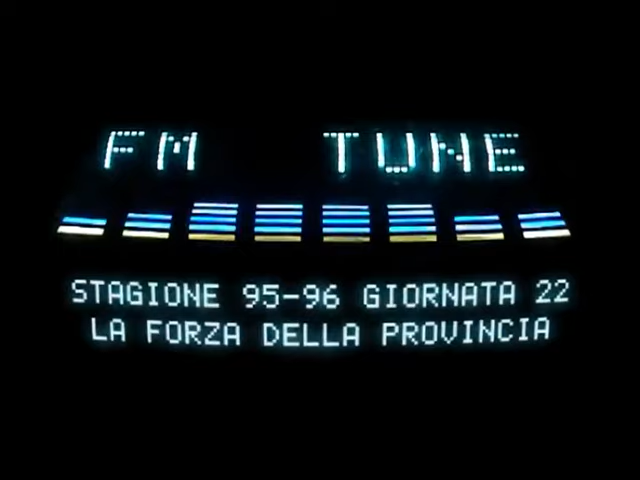 FM TUNE
STAGIONE 95-96 GIORNATA 22
LA FORZA DELLA PROVINCIA